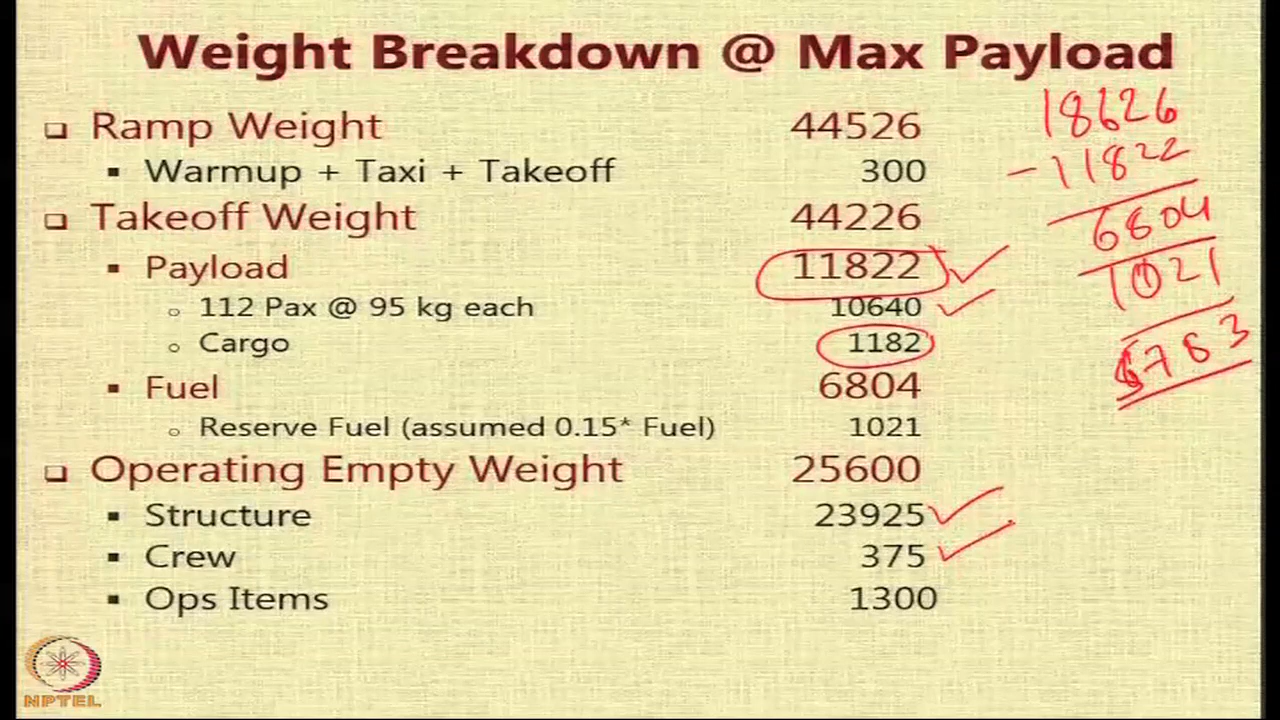 Weight Breakdown @ Max Payload
❑ Ramp Weight 44526
▪ Warmup + Taxi + Takeoff 300
❑ Takeoff Weight 44226
▪ Payload 11822
○ 112 Pax @ 95 kg each 10640
○ Cargo 1182
▪ Fuel 6804
○ Reserve Fuel (assumed 0.15* Fuel) 1021
❑ Operating Empty Weight 25600
▪ Structure 23925
▪ Crew 375
▪ Ops Items 1300
18626
-11822
6804
1021
NPTEL